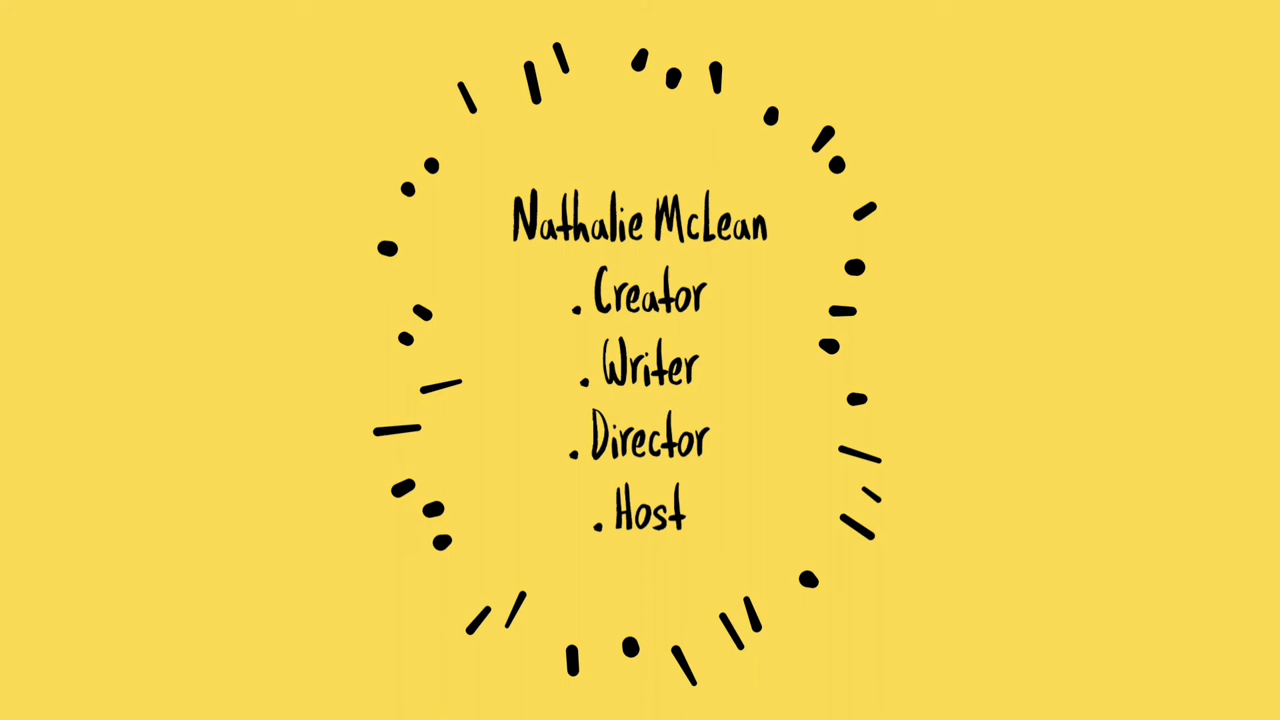 Nathalie McLean
. Creator
. Writer
. Director
. Host